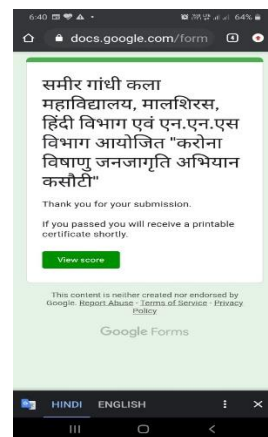 6:40
64%
docs.google.com/form
समीर गांधी कला
महाविद्यालय, मालशिरस,
हिंदी विभाग एवं एन.एन.एस
विभाग आयोजित "करोना
विषाणु जनजागृति अभियान
कसौटी"
Thank you for your submission.
If you passed you will receive a printable
certificate shortly.
View score
This content is neither created nor endorsed by
Google. Report Abuse - Terms of Service - Privacy
Policy
Google Forms
HINDI ENGLISH